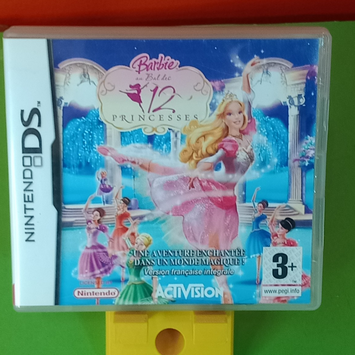 NINTENDO DS
Barbie
au Bal des
12
PRINCESSES
UNE AVENTURE ENCHANTÉE
DANS UN MONDE MAGIQUE !
Version française intégrale
Nintendo
ACTIVISION
3+
www.pegi.info